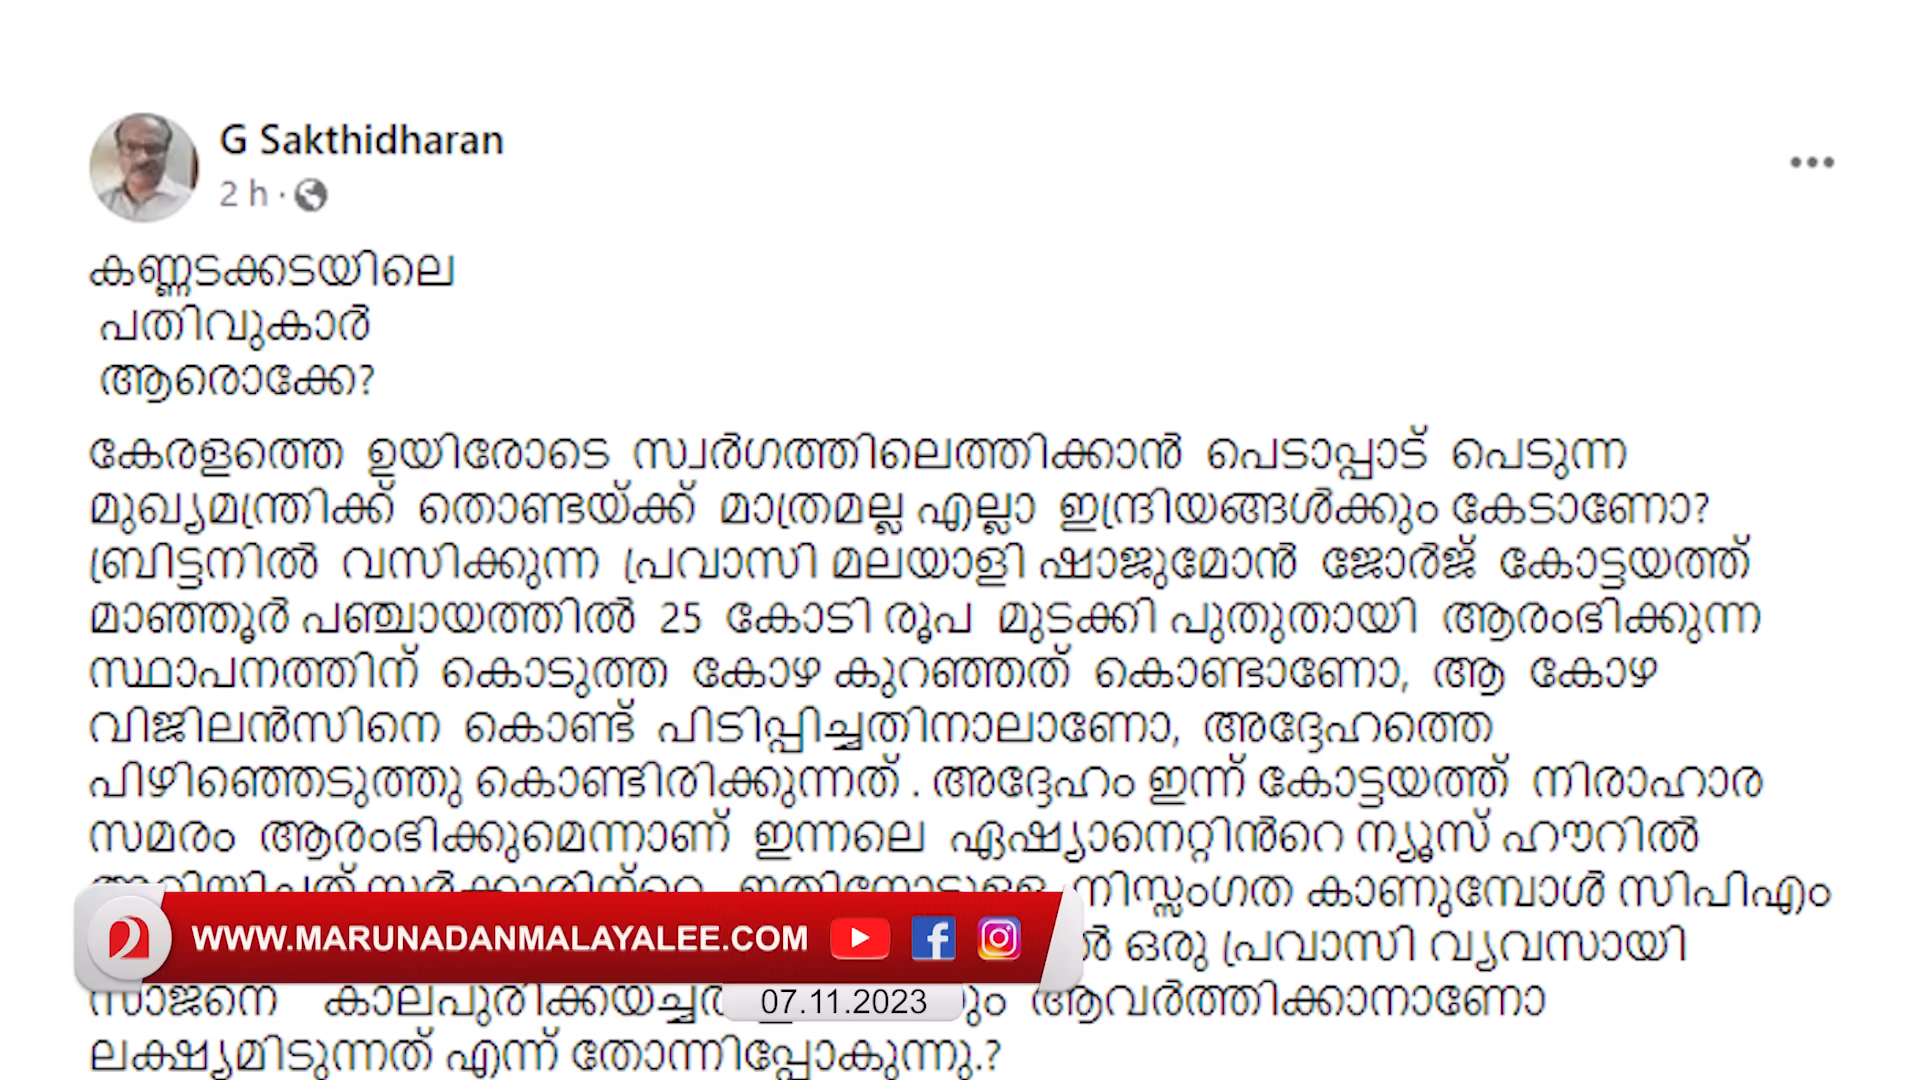 G Sakthidharan
2 h ·
കണ്ണടക്കടയിലെ
പതിവുകാർ
ആരൊക്കേ?
കേരളത്തെ ഉയിരോടെ സ്വർഗത്തിലെത്തിക്കാൻ പെടാപ്പാട് പെടുന്ന
മുഖ്യമന്ത്രിക്ക് തൊണ്ടയ്ക്ക് മാത്രമല്ല എല്ലാ ഇന്ദ്രിയങ്ങൾക്കും കേടാണോ?
ബ്രിട്ടനിൽ വസിക്കുന്ന പ്രവാസി മലയാളി ഷാജുമോൻ ജോർജ് കോട്ടയത്ത്
മാഞ്ഞൂർ പഞ്ചായത്തിൽ 25 കോടി രൂപ മുടക്കി പുതുതായി ആരംഭിക്കുന്ന
സ്ഥാപനത്തിന് കൊടുത്ത കോഴ കുറഞ്ഞത് കൊണ്ടാണോ, ആ കോഴ
വിജിലൻസിനെ കൊണ്ട് പിടിപ്പിച്ചതിനാലാണോ, അദ്ദേഹത്തെ
പിഴിഞ്ഞെടുത്തു കൊണ്ടിരിക്കുന്നത് . അദ്ദേഹം ഇന്ന് കോട്ടയത്ത് നിരാഹാര
സമരം ആരംഭിക്കുമെന്നാണ് ഇന്നലെ ഏഷ്യാനെറ്റിൻറെ ന്യൂസ് ഹൗറിൽ
നിസ്സംഗത കാണുമ്പോൾ സിപിഎം
ഒരു പ്രവാസി വ്യവസായി
WWW.MARUNADANMALAYALEE.COM
സാജനെ ആവർത്തിക്കാനാണോ
07.11.2023
ലക്ഷ്യമിടുന്നത് എന്ന് തോന്നിപ്പോകുന്നു.?